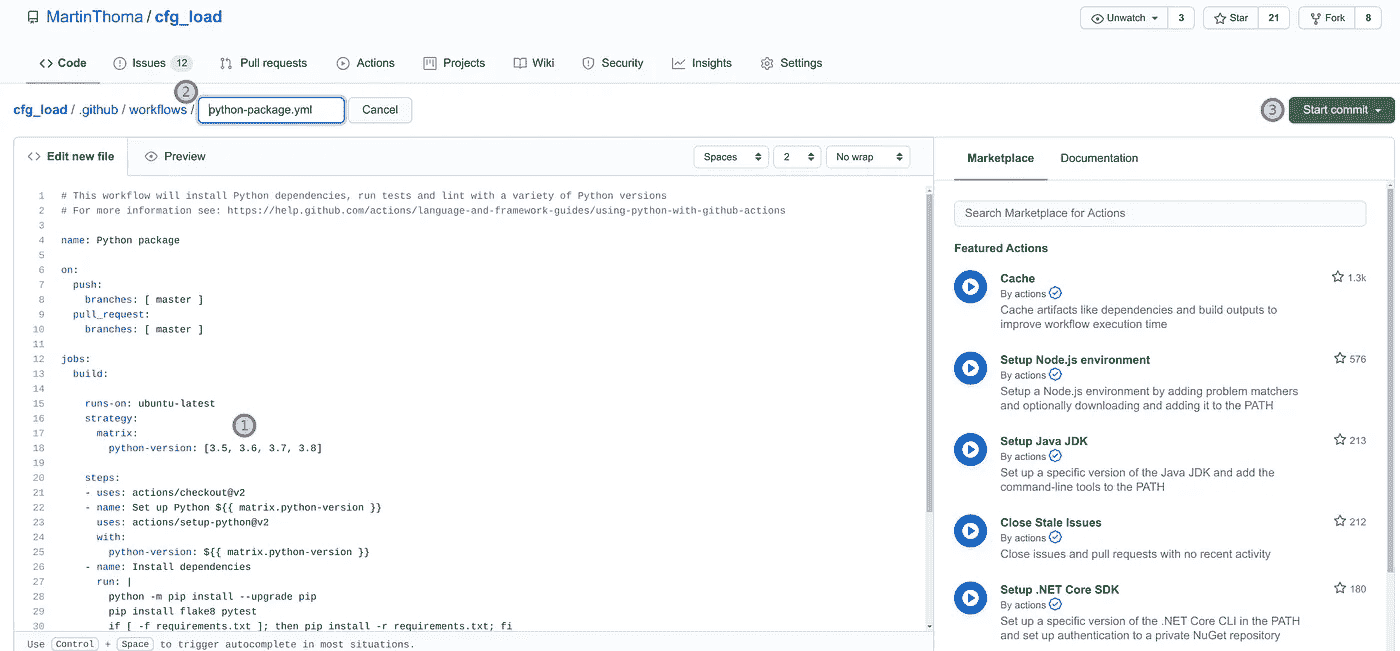 MartinThoma / cfg_load
Unwatch 3 Star 21 Fork 8
Code Issues 12 Pull requests Actions Projects Wiki Security Insights Settings
2
cfg_load / .github / workflows / python-package.yml Cancel 3 Start commit
Edit new file Preview Spaces 2 No wrap
1 # This workflow will install Python dependencies, run tests and lint with a variety of Python versions
2 # For more information see: https://help.github.com/actions/language-and-framework-guides/using-python-with-github-actions
3
4 name: Python package
5
6 on:
7 push:
8 branches: [ master ]
9 pull_request:
10 branches: [ master ]
11
12 jobs:
13 build:
14
15 runs-on: ubuntu-latest
16 strategy:
1
17 matrix:
18 python-version: [3.5, 3.6, 3.7, 3.8]
19
20 steps:
21 - uses: actions/checkout@v2
22 - name: Set up Python ${{ matrix.python-version }}
23 uses: actions/setup-python@v2
24 with:
25 python-version: ${{ matrix.python-version }}
26 - name: Install dependencies
27 run: |
28 python -m pip install --upgrade pip
29 pip install flake8 pytest
30 if [ -f requirements.txt ]; then pip install -r requirements.txt; fi
Use Control + Space to trigger autocomplete in most situations.
Marketplace Documentation
Search Marketplace for Actions
Featured Actions
Cache 1.3k
By actions
Cache artifacts like dependencies and build outputs to
improve workflow execution time
Setup Node.js environment 576
By actions
Setup a Node.js environment by adding problem matchers
and optionally downloading and adding it to the PATH
Setup Java JDK 213
By actions
Set up a specific version of the Java JDK and add the
command-line tools to the PATH
Close Stale Issues 212
By actions
Close issues and pull requests with no recent activity
Setup .NET Core SDK 180
By actions
Set up a specific version of the .NET Core CLI in the PATH
and set up authentication to a private NuGet repository